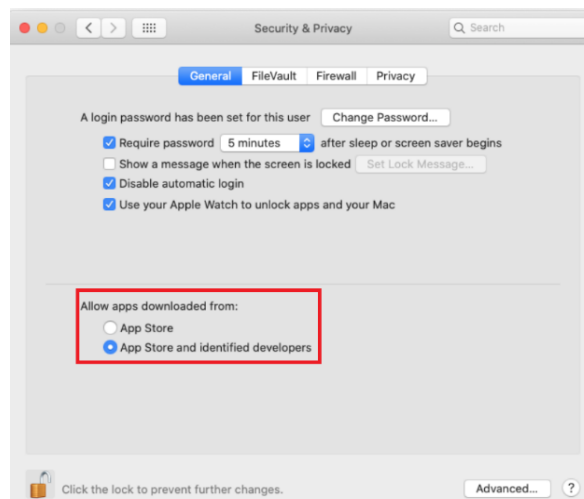 Security & Privacy
Search
General FileVault Firewall Privacy
A login password has been set for this user Change Password...
Require password 5 minutes after sleep or screen saver begins
Show a message when the screen is locked Set Lock Message...
Disable automatic login
Use your Apple Watch to unlock apps and your Mac
Allow apps downloaded from:
App Store
App Store and identified developers
Click the lock to prevent further changes.
Advanced... ?